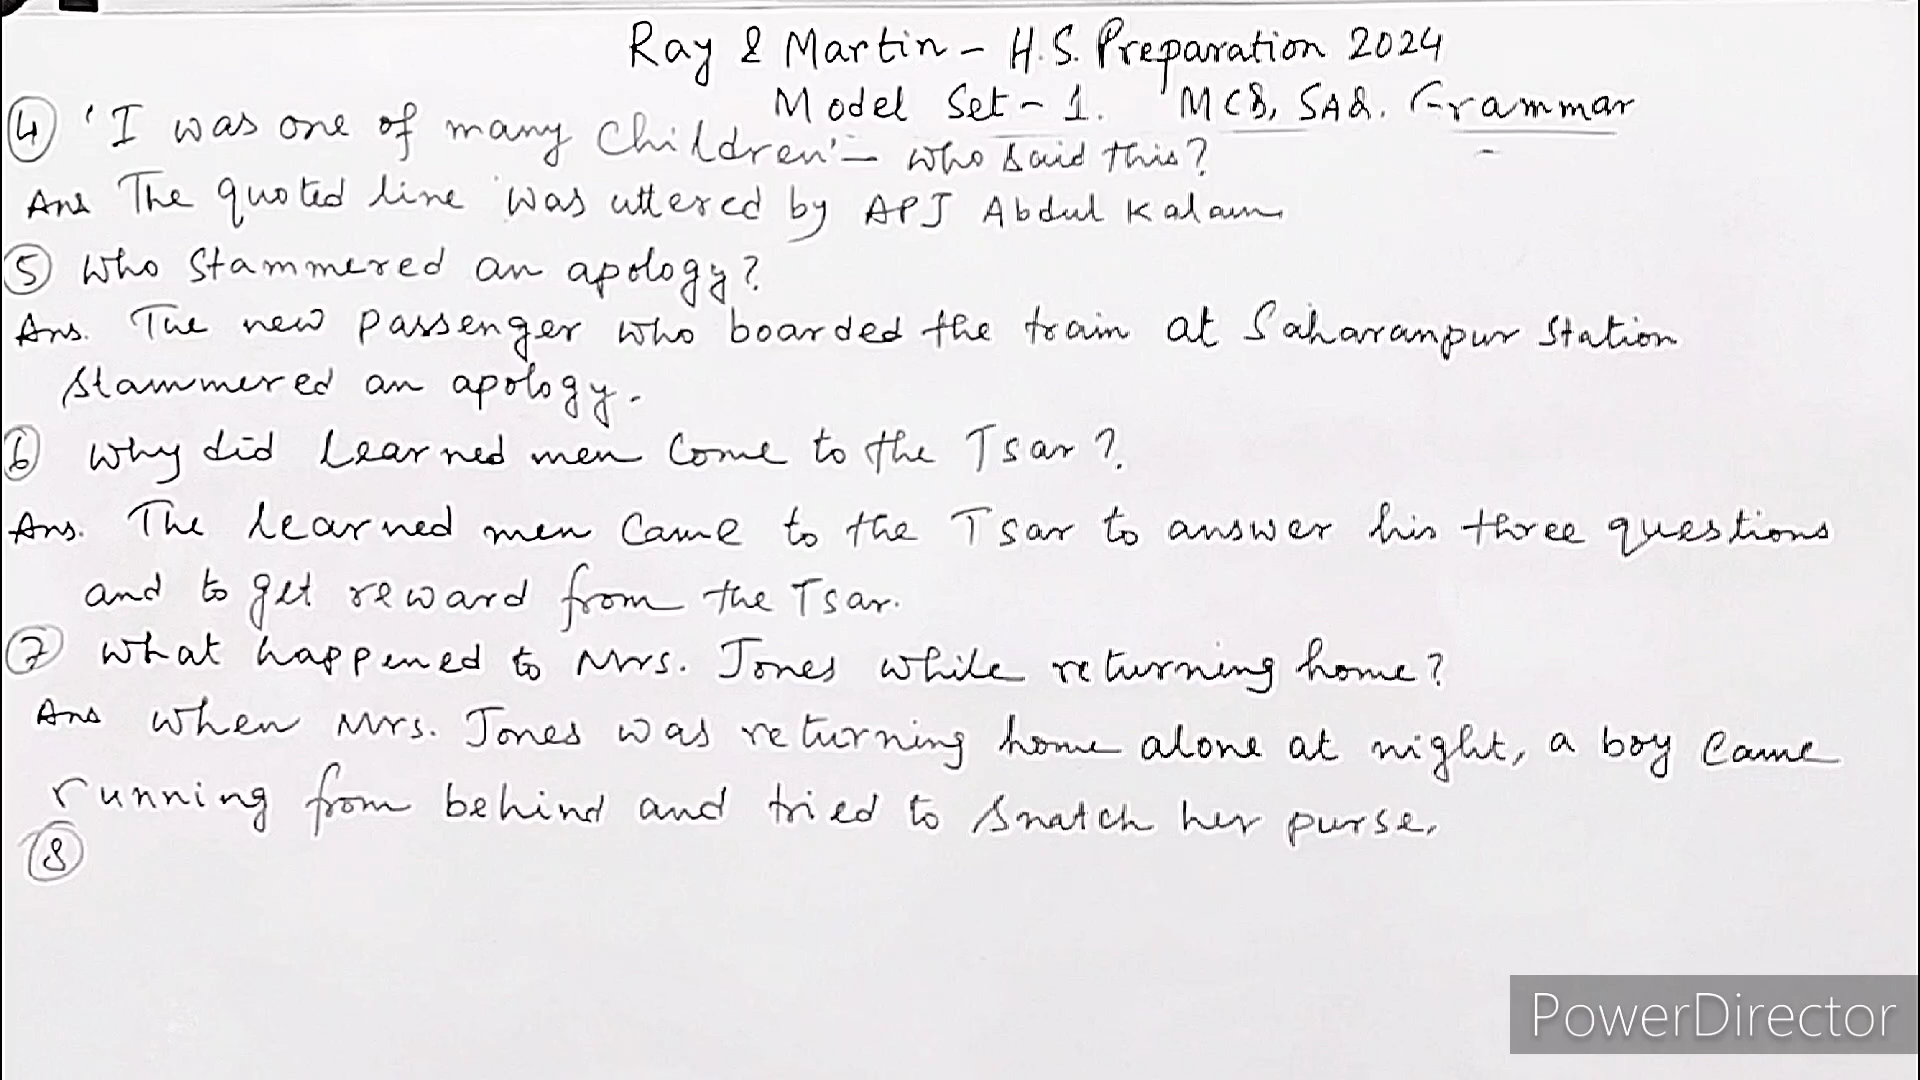 Ray & Martin - H.S. Preparation 2024
Model Set - 1. MCQ, SAQ. Grammar
④ 'I was one of many children' - who said this?
Ans The quoted line was uttered by APJ Abdul Kalam.
⑤ Who stammered an apology?
Ans. The new passenger who boarded the train at Saharanpur Station
stammered an apology.
⑥ Why did learned men come to the Tsar?
Ans. The learned men came to the Tsar to answer his three questions
and to get reward from the Tsar.
⑦ What happened to Mrs. Jones while returning home?
Ans When Mrs. Jones was returning home alone at night, a boy came
running from behind and tried to snatch her purse.
⑧
PowerDirector